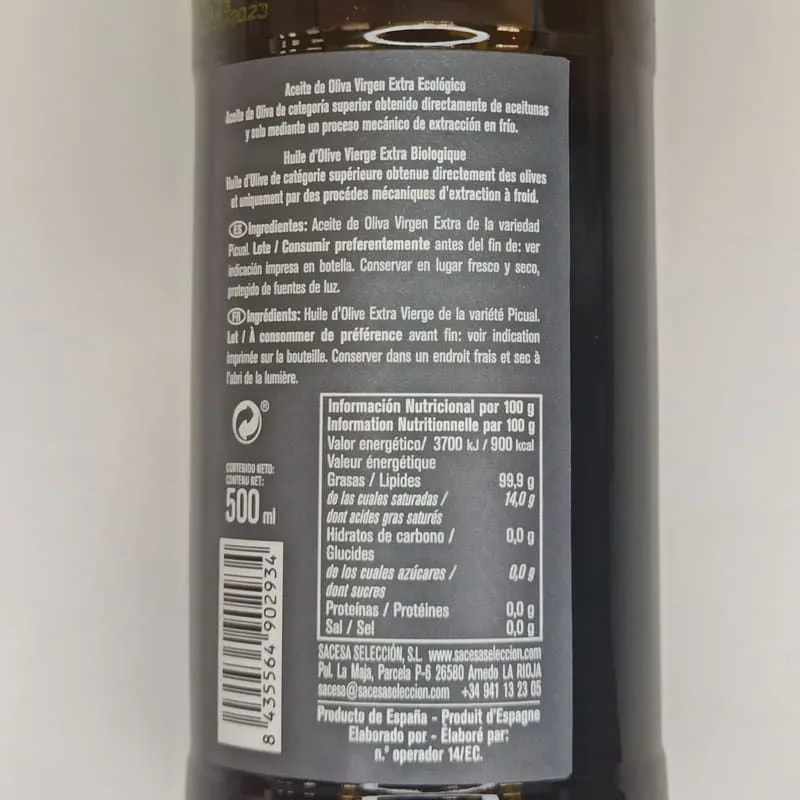 2023
Aceite de Oliva Virgen Extra Ecológico
Aceite de Oliva de categoría superior obtenido directamente de aceitunas
y solo mediante un proceso mecánico de extracción en frío.
Huile d'Olive Vierge Extra Biologique
Huile d'Olive de catégorie supérieure obtenue directement des olives
et uniquement par des procédes mécaniques d'extraction à froid.
ES Ingredientes: Aceite de Oliva Virgen Extra de la variedad
Picual. Lote / Consumir preferentemente antes del fin de: ver
indicación impresa en botella. Conservar en lugar fresco y seco,
protegido de fuentes de luz.
FR Ingrédients: Huile d'Olive Extra Vierge de la variété Picual.
Lot / À consommer de préférence avant fin: voir indication
imprimée sur la bouteille. Conserver dans un endroit frais et sec à
l'abri de la lumière.
®
CONTENIDO NETO:
CONTENU NET:
500 ml
8 435564 902934
Información Nutricional por 100 g
Information Nutritionnelle par 100 g
Valor energético/ 3700 kJ / 900 kcal
Valeur énergétique
Grasas / Lipides 99,9 g
de las cuales saturadas / 14,0 g
dont acides gras saturés
Hidratos de carbono / 0,0 g
Glucides
de los cuales azúcares / 0,0 g
dont sucres
Proteínas / Protéines 0,0 g
Sal / Sel 0,0 g
SACESA SELECCIÓN, S.L. www.sacesaseleccion.com
Pol. La Maja, Parcela P-6 26580 Arnedo LA RIOJA
sacesa@sacesaseleccion.com +34 941 13 23 05
Producto de España - Produit d'Espagne
Elaborado por - Élaboré par:
n.º operador 14/EC.